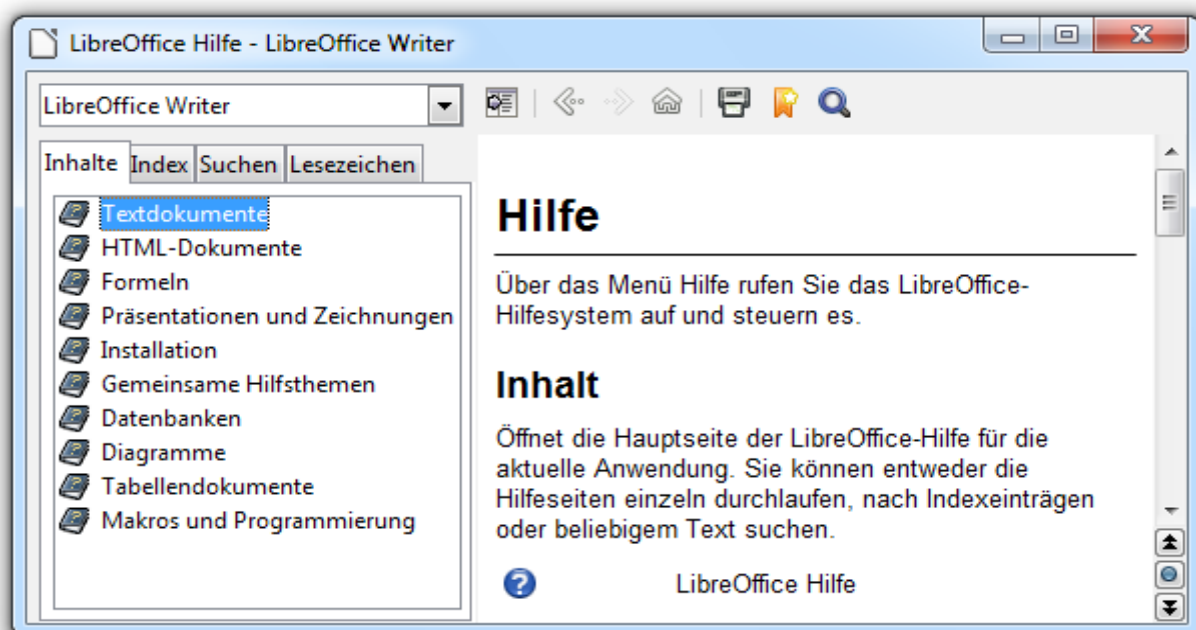 LibreOffice Hilfe - LibreOffice Writer
LibreOffice Writer
Inhalte Index Suchen Lesezeichen
Textdokumente
HTML-Dokumente
Formeln
Präsentationen und Zeichnungen
Installation
Gemeinsame Hilfsthemen
Datenbanken
Diagramme
Tabellendokumente
Makros und Programmierung
Hilfe
Über das Menü Hilfe rufen Sie das LibreOffice-
Hilfesystem auf und steuern es.
Inhalt
Öffnet die Hauptseite der LibreOffice-Hilfe für die
aktuelle Anwendung. Sie können entweder die
Hilfeseiten einzeln durchlaufen, nach Indexeinträgen
oder beliebigem Text suchen.
LibreOffice Hilfe